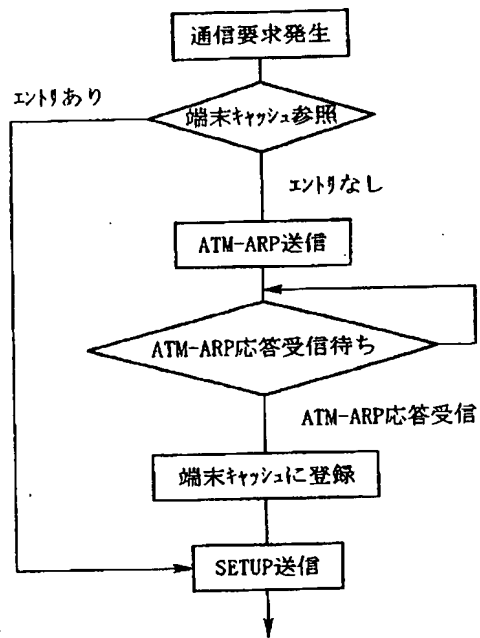 通信要求発生
エントリあり
端末キャッシュ参照
エントリなし
ATM-ARP送信
ATM-ARP応答受信待ち
ATM-ARP応答受信
端末キャッシュに登録
SETUP送信